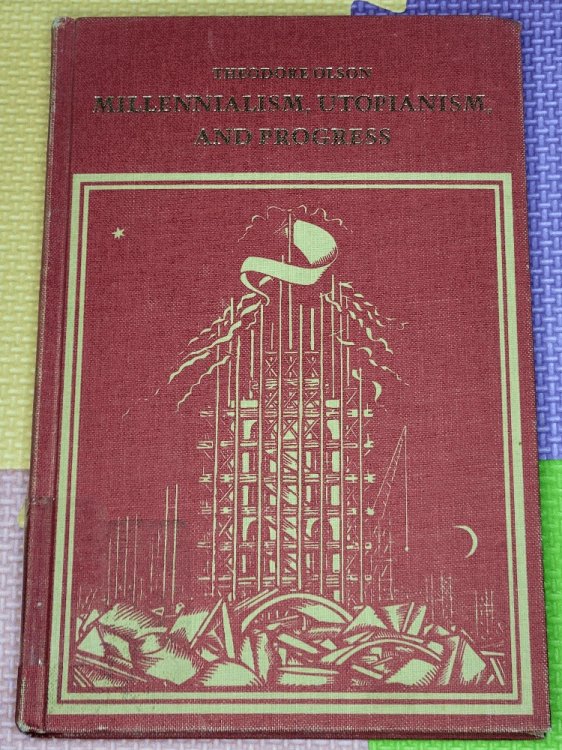 THEODORE OLSON
MILLENNIALISM, UTOPIANISM,
AND PROGRESS